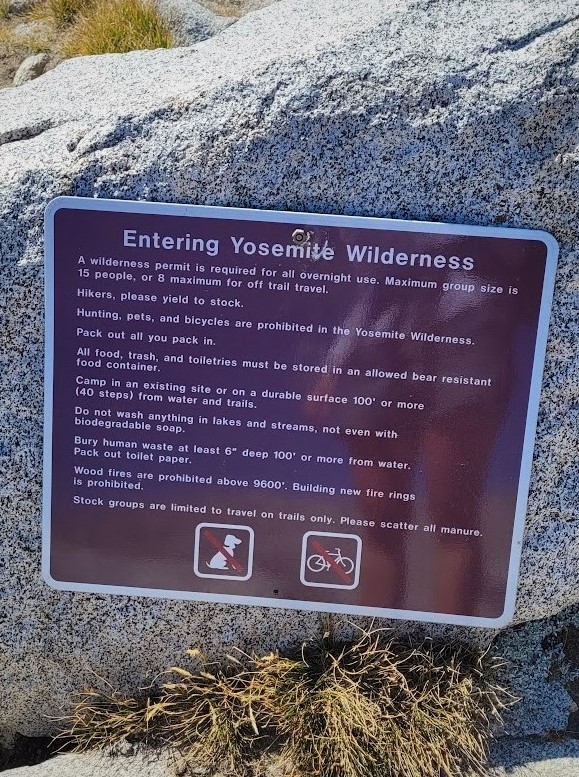 Entering Yosemite Wilderness
A wilderness permit is required for all overnight use. Maximum group size is
15 people, or 8 maximum for off trail travel.
Hikers, please yield to stock.
Hunting, pets, and bicycles are prohibited in the Yosemite Wilderness.
Pack out all you pack in.
All food, trash, and toiletries must be stored in an allowed bear resistant
food container.
Camp in an existing site or on a durable surface 100' or more
(40 steps) from water and trails.
Do not wash anything in lakes and streams, not even with
biodegradable soap.
Bury human waste at least 6" deep 100' or more from water.
Pack out toilet paper.
Wood fires are prohibited above 9600'. Building new fire rings
is prohibited.
Stock groups are limited to travel on trails only. Please scatter all manure.